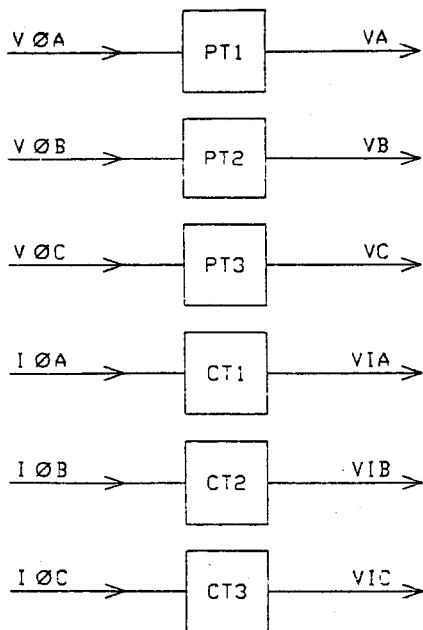 V ØA PT1 VA
V ØB PT2 VB
V ØC PT3 VC
I ØA CT1 VIA
I ØB CT2 VIB
I ØC CT3 VIC